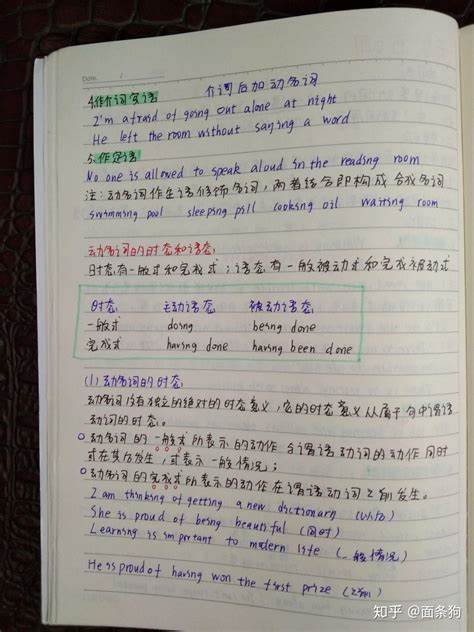 Date
4.作介词宾语 介词后加动名词
I'm afraid of going out alone at night
He left the room without saying a word
5.作定语
No one is allowed to speak aloud in the reading room
注:动名词作定语修饰名词,两者结合即构成合成名词
swimming pool sleeping pill cooking oil waiting room
动名词的时态和语态:
时态有一般式和完成式;语态有一般被动式和完成被动式
时态 主动语态 被动语态
一般式 doing being done
完成式 having done having been done
(1)动名词的时态:
动名词没有独立的绝对的时态意义,它的时态意义从属于句中谓语
动词的时态。
动名词的一般式所表示的动作与谓语动词的动作同时
或在其后发生,或表示一般情况;
动名词的完成式所表示的动作在谓语动词之前发生。
I am thinking of getting a new dictionary
She is proud of being beautiful (同时)
Learning is important to modern life (一般情况)
He is proud of having won the first prize (之前)
知乎 @面条狗